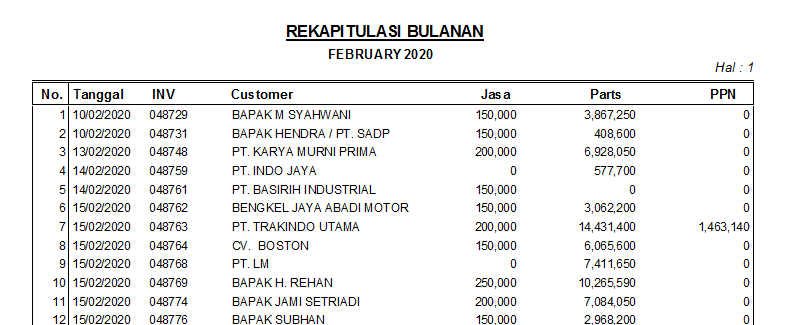 REKAPITULASI BULANAN
FEBRUARY 2020
Hal : 1
No. Tanggal INV Customer Jasa Parts PPN
1 10/02/2020 048729 BAPAK M SYAHWANI 150,000 3,867,250 0
2 10/02/2020 048731 BAPAK HENDRA / PT. SADP 150,000 408,600 0
3 13/02/2020 048748 PT. KARYA MURNI PRIMA 200,000 6,928,050 0
4 14/02/2020 048759 PT. INDO JAYA 0 577,700 0
5 14/02/2020 048761 PT. BASIRIH INDUSTRIAL 150,000 0 0
6 15/02/2020 048762 BENGKEL JAYA ABADI MOTOR 150,000 3,062,200 0
7 15/02/2020 048763 PT. TRAKINDO UTAMA 200,000 14,431,400 1,463,140
8 15/02/2020 048764 CV. BOSTON 150,000 6,065,600 0
9 15/02/2020 048768 PT. LM 0 7,411,650 0
10 15/02/2020 048769 BAPAK H. REHAN 250,000 10,265,590 0
11 15/02/2020 048774 BAPAK JAMI SETRIADI 200,000 7,084,050 0
12 15/02/2020 048776 BAPAK SUBHAN 150,000 2,968,200 0